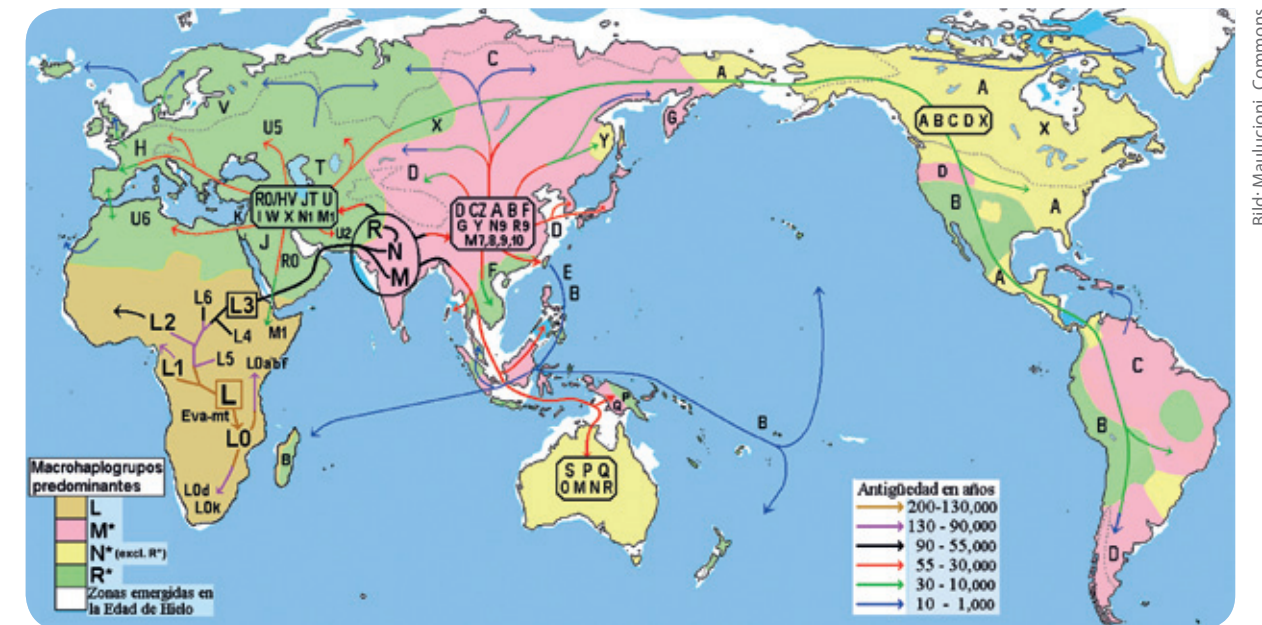 C
A
A
V
U5
X
G
A B C D X
X
H
T
Y
D
D
R0/HV JT U
I W X N1 M1
D CZ A B F
G Y N9 R9
M7,8,9,10
B
A
U6
K
J
U2
R
N
M
D
R0
F
E
B
A
L6
L3
L2
L4
M1
L5
L0abf
L1
C
L
Eva-mt
L0
P
Q
B
B
B
S P Q
O M N R
L0d
L0k
D
Macrohaplogrupos
predominantes
L
M*
N* (excl. R*)
R*
Zonas emergidas en
la Edad de Hielo
Antigüedad en años
200-130,000
130 - 90,000
90 - 55,000
55 - 30,000
30 - 10,000
10 - 1,000
Bild: Maulucioni, Commons